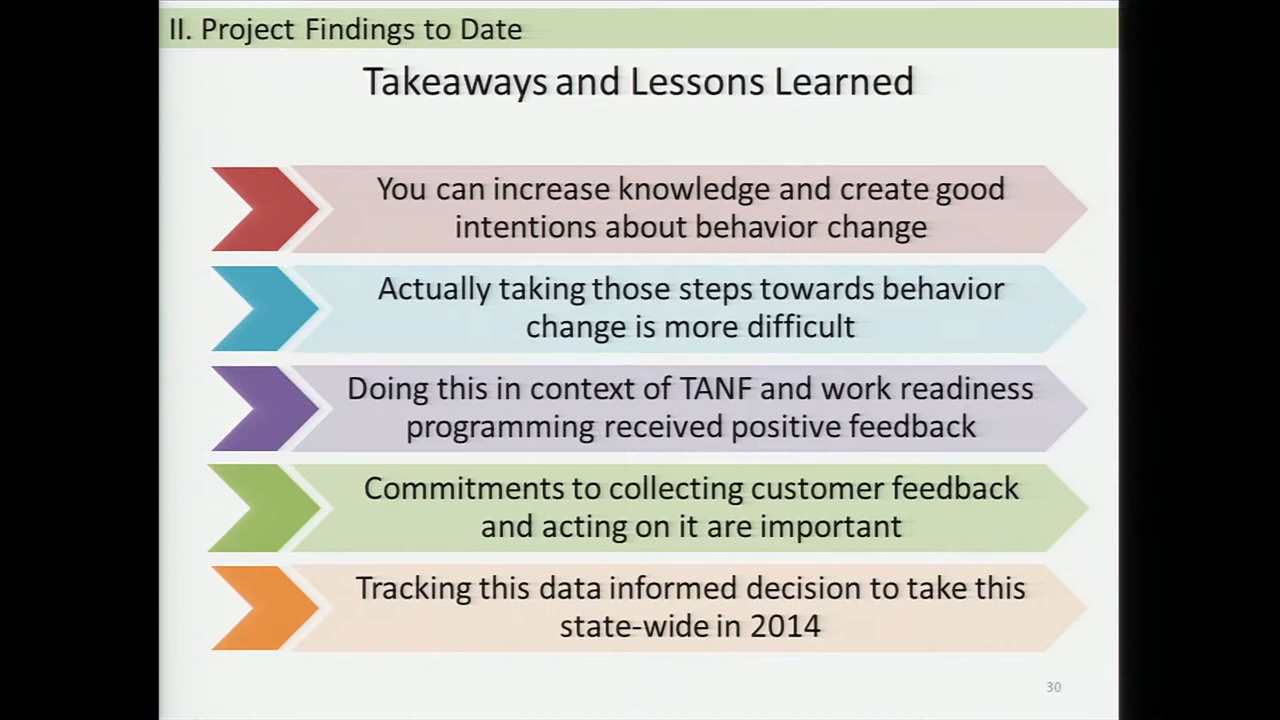 II. Project Findings to Date
Takeaways and Lessons Learned
You can increase knowledge and create good
intentions about behavior change
Actually taking those steps towards behavior
change is more difficult
Doing this in context of TANF and work readiness
programming received positive feedback
Commitments to collecting customer feedback
and acting on it are important
Tracking this data informed decision to take this
state-wide in 2014
30